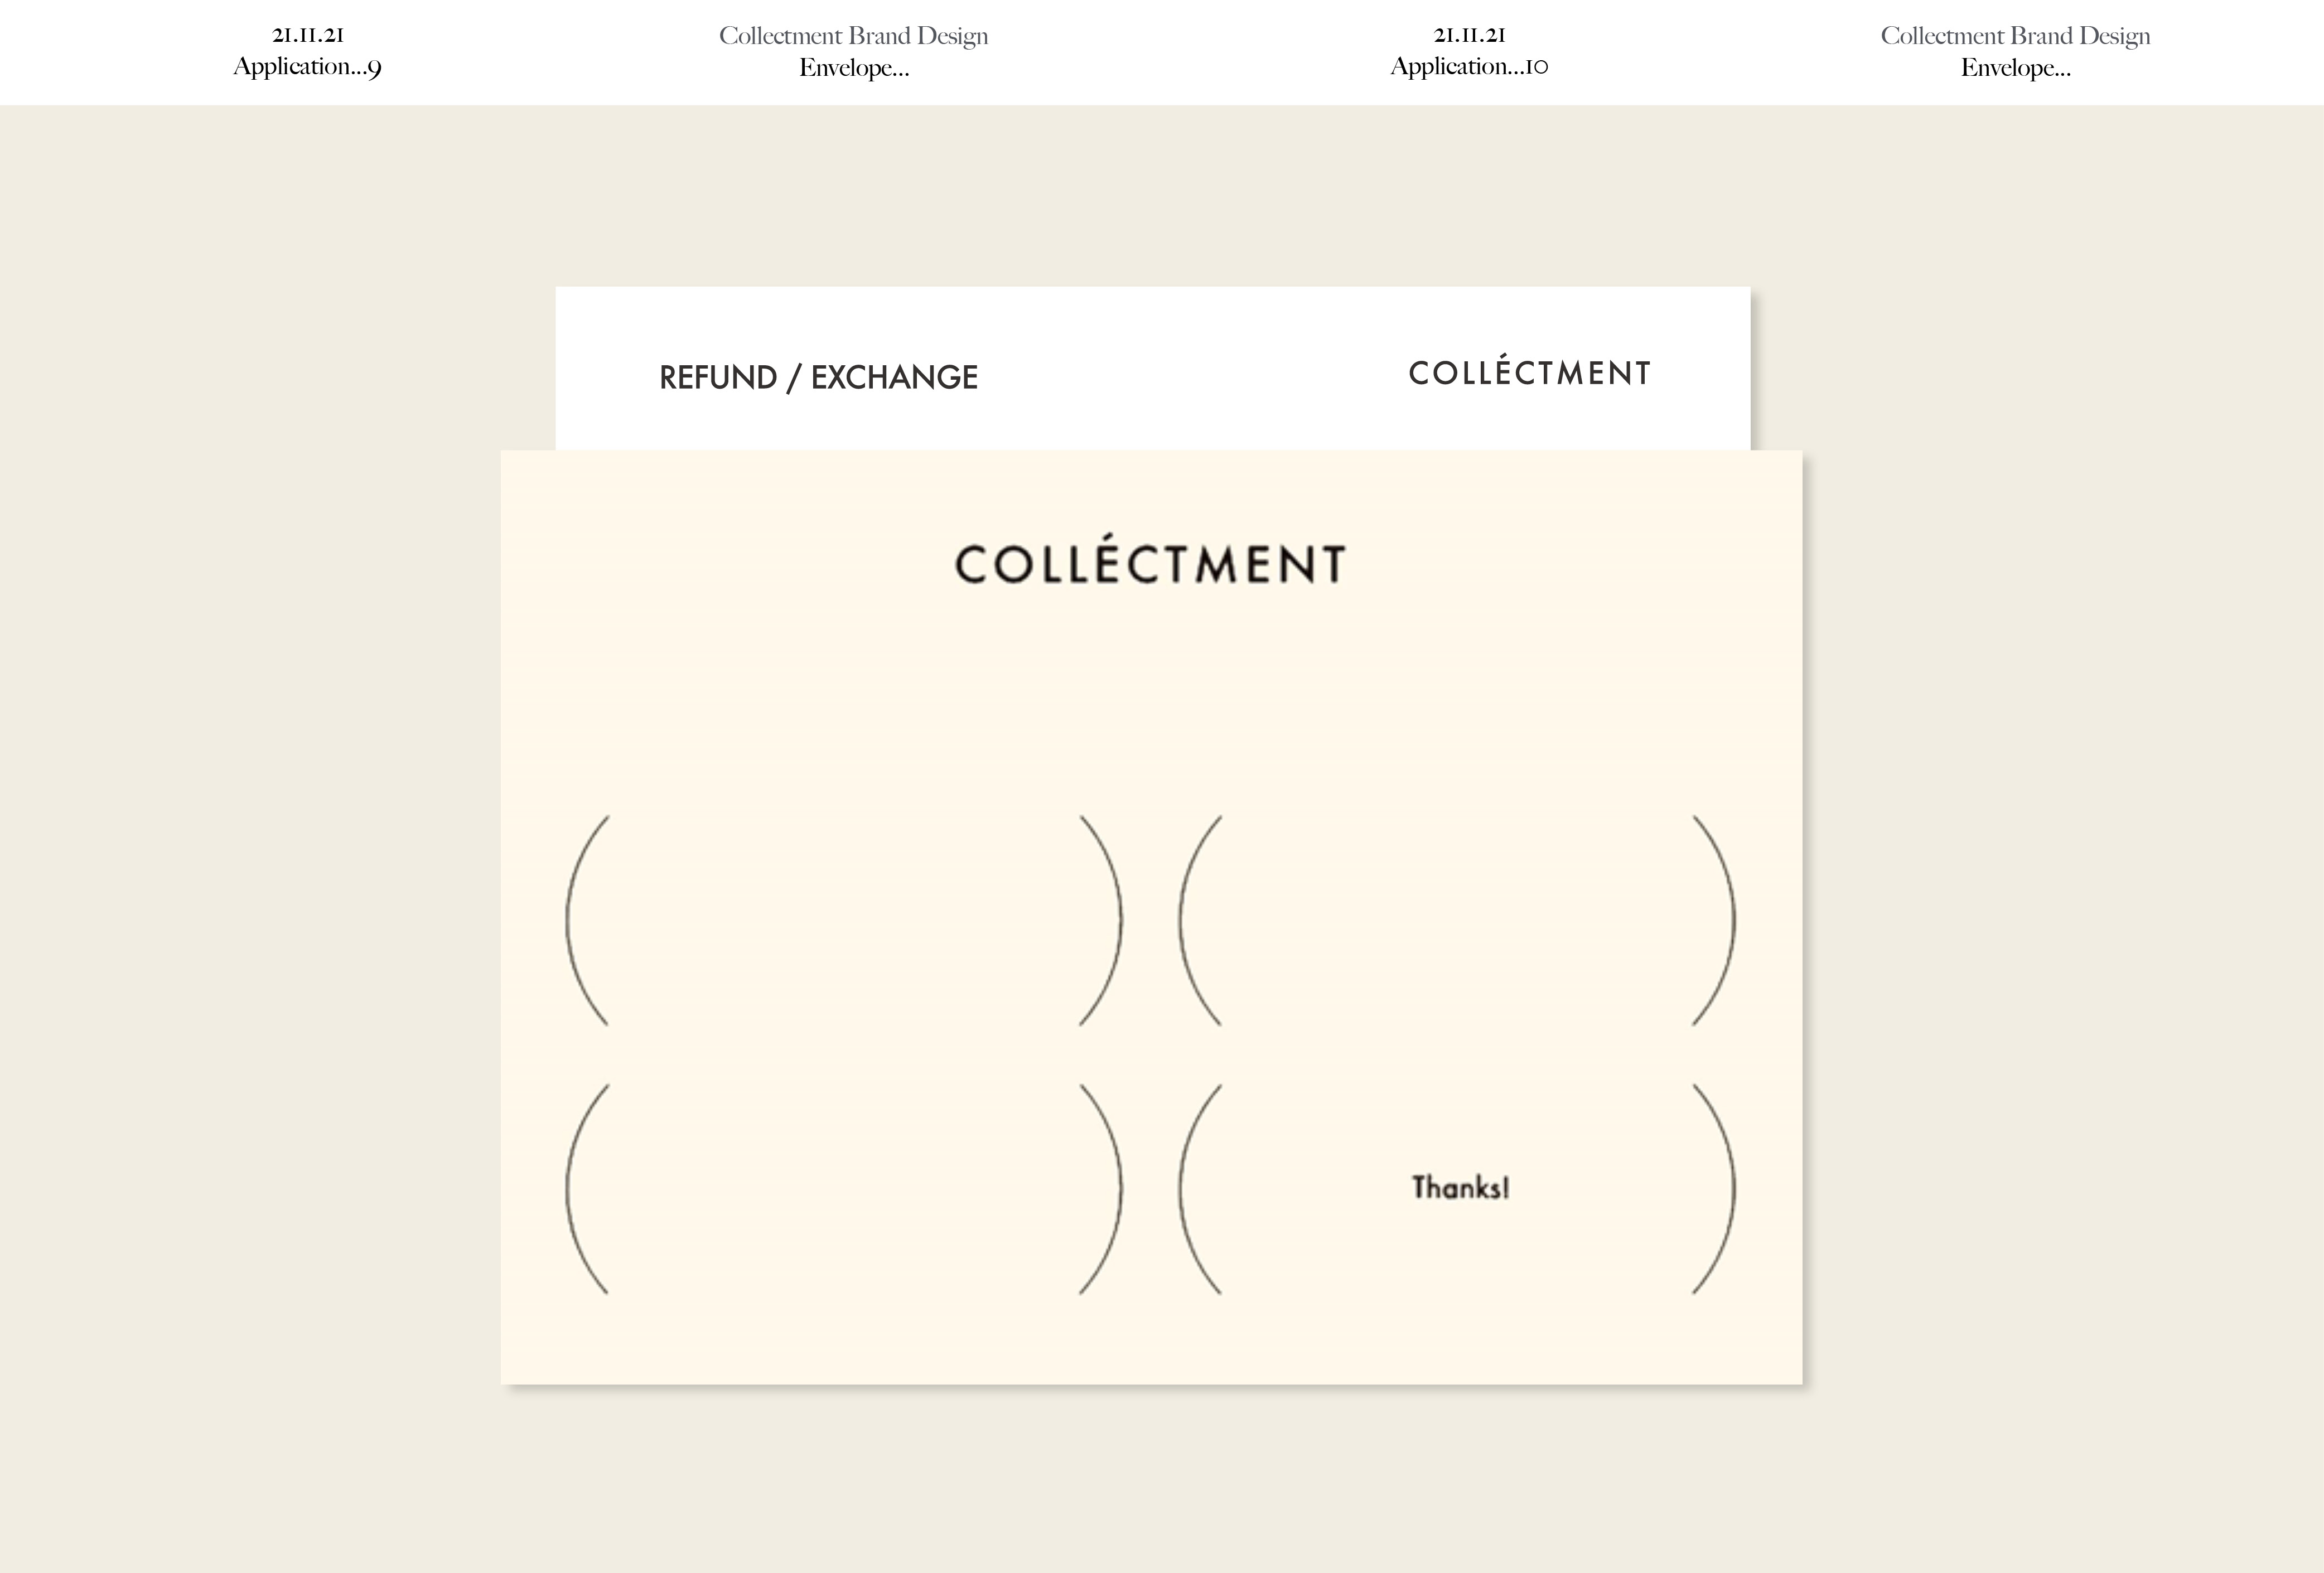 21.11.21
Application...9
Collectment Brand Design
Envelope...
21.11.21
Application...10
Collectment Brand Design
Envelope...
REFUND / EXCHANGE
COLLÉCTMENT
COLLÉCTMENT
Thanks!